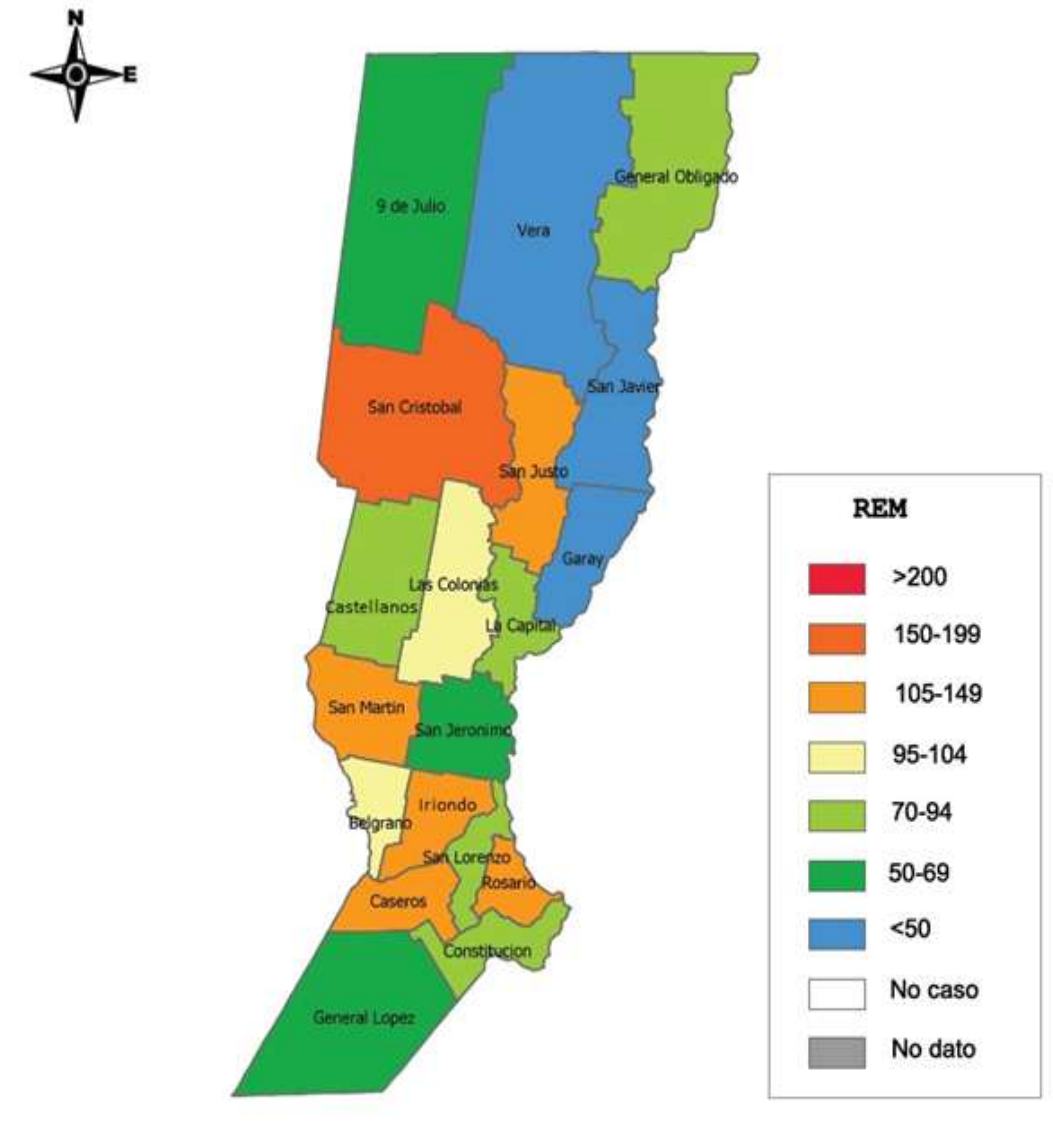 N
E
General Obligado
9 de Julio
Vera
San Javier
San Cristobal
San Justo
Garay
Las Colonias
Castellanos
La Capital
San Martin
San Jeronimo
Iriondo
Belgrano
San Lorenzo
Rosario
Caseros
Constitucion
General Lopez
REM
>200
150-199
105-149
95-104
70-94
50-69
<50
No caso
No dato